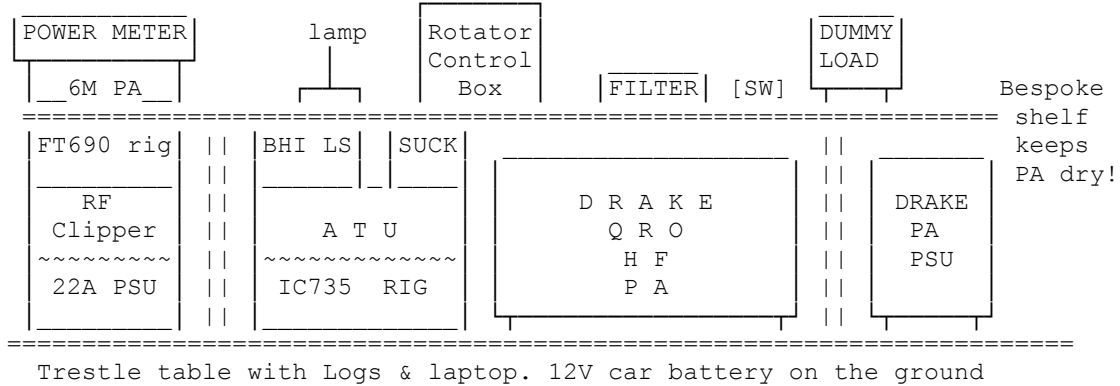 POWER METER lamp Rotator DUMMY
Control LOAD
6M PA Box FILTER [SW] Bespoke
shelf
FT690 rig BHI LS SUCK keeps
PA dry!
RF D R A K E DRAKE
Clipper A T U Q R O PA
H F PSU
22A PSU IC735 RIG P A
Trestle table with Logs & laptop. 12V car battery on the ground